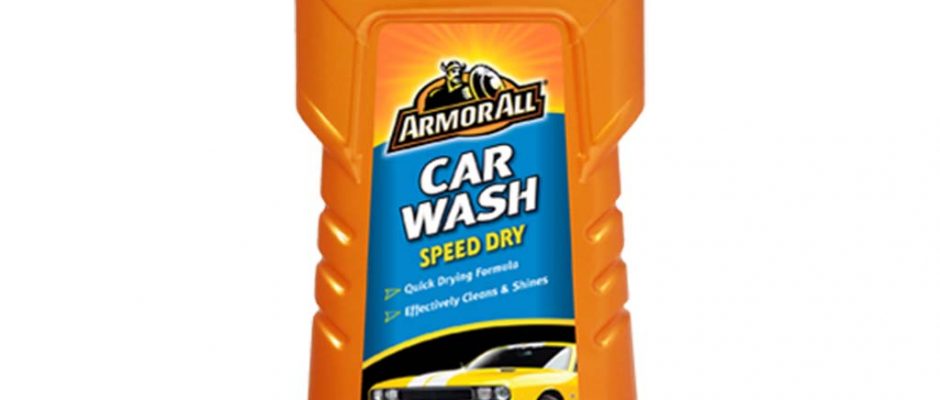 ARMORALL
CAR
WASH
SPEED DRY
Quick Drying Formula
Effectively Cleans & Shines